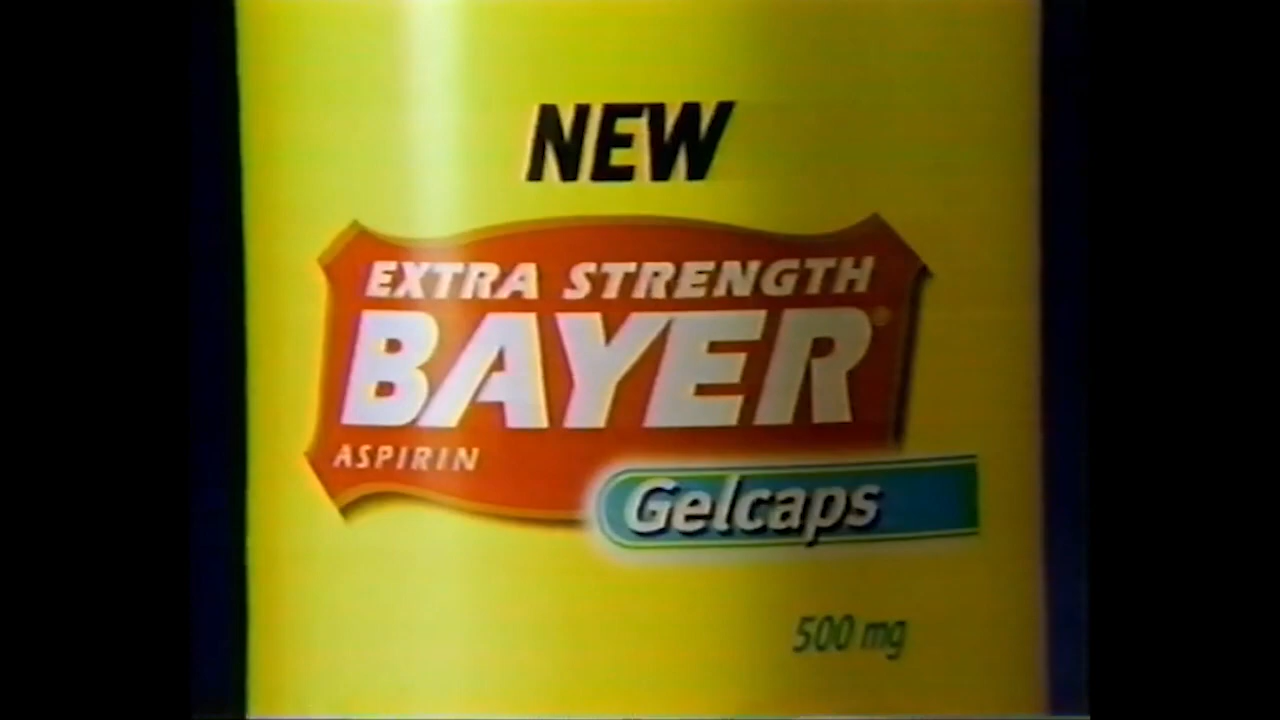 NEW
EXTRA STRENGTH
BAYER®
ASPIRIN
Gelcaps
500 mg